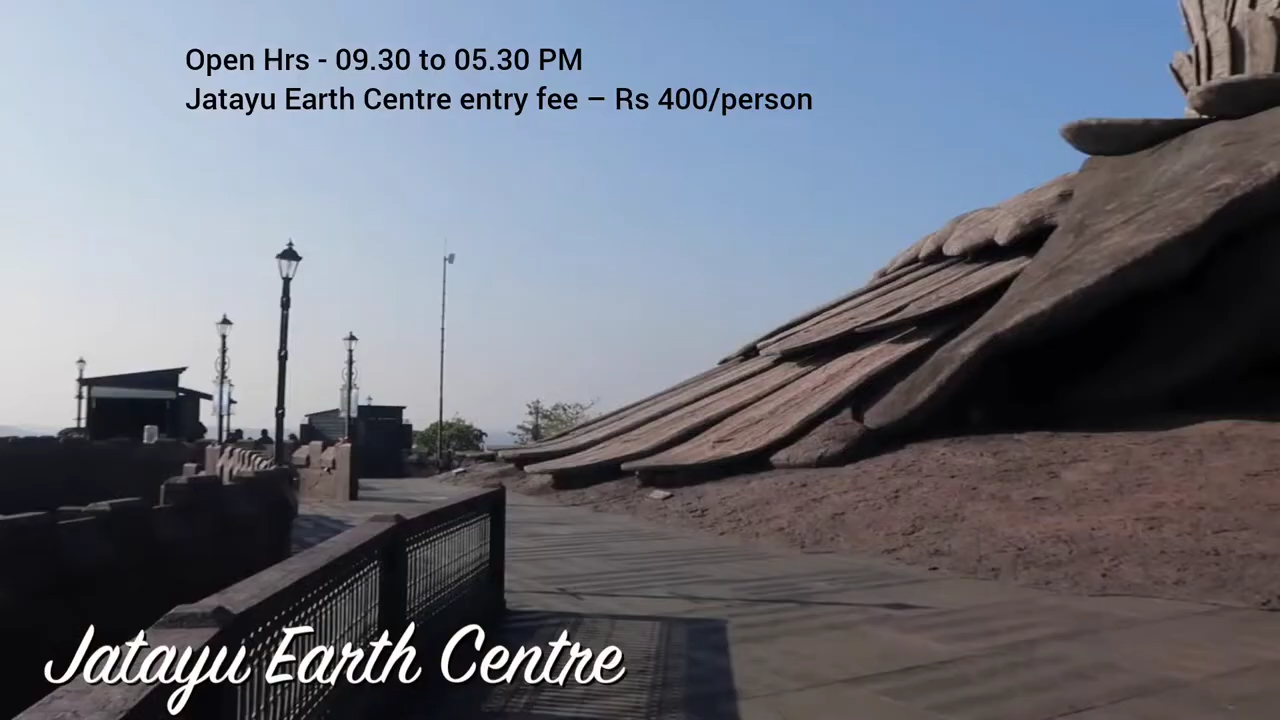 Open Hrs - 09.30 to 05.30 PM
Jatayu Earth Centre entry fee – Rs 400/person
Jatayu Earth Centre